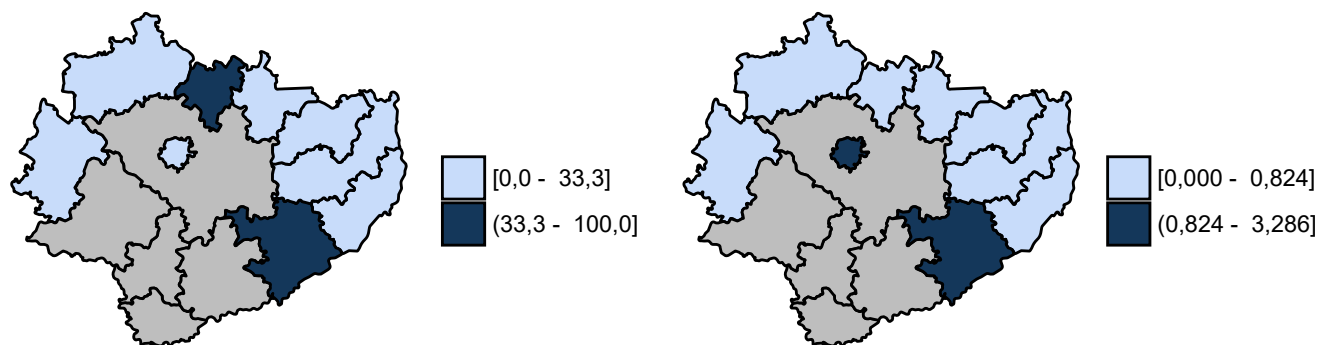 [0,0 - 33,3]
(33,3 - 100,0]
[0,000 - 0,824]
(0,824 - 3,286]